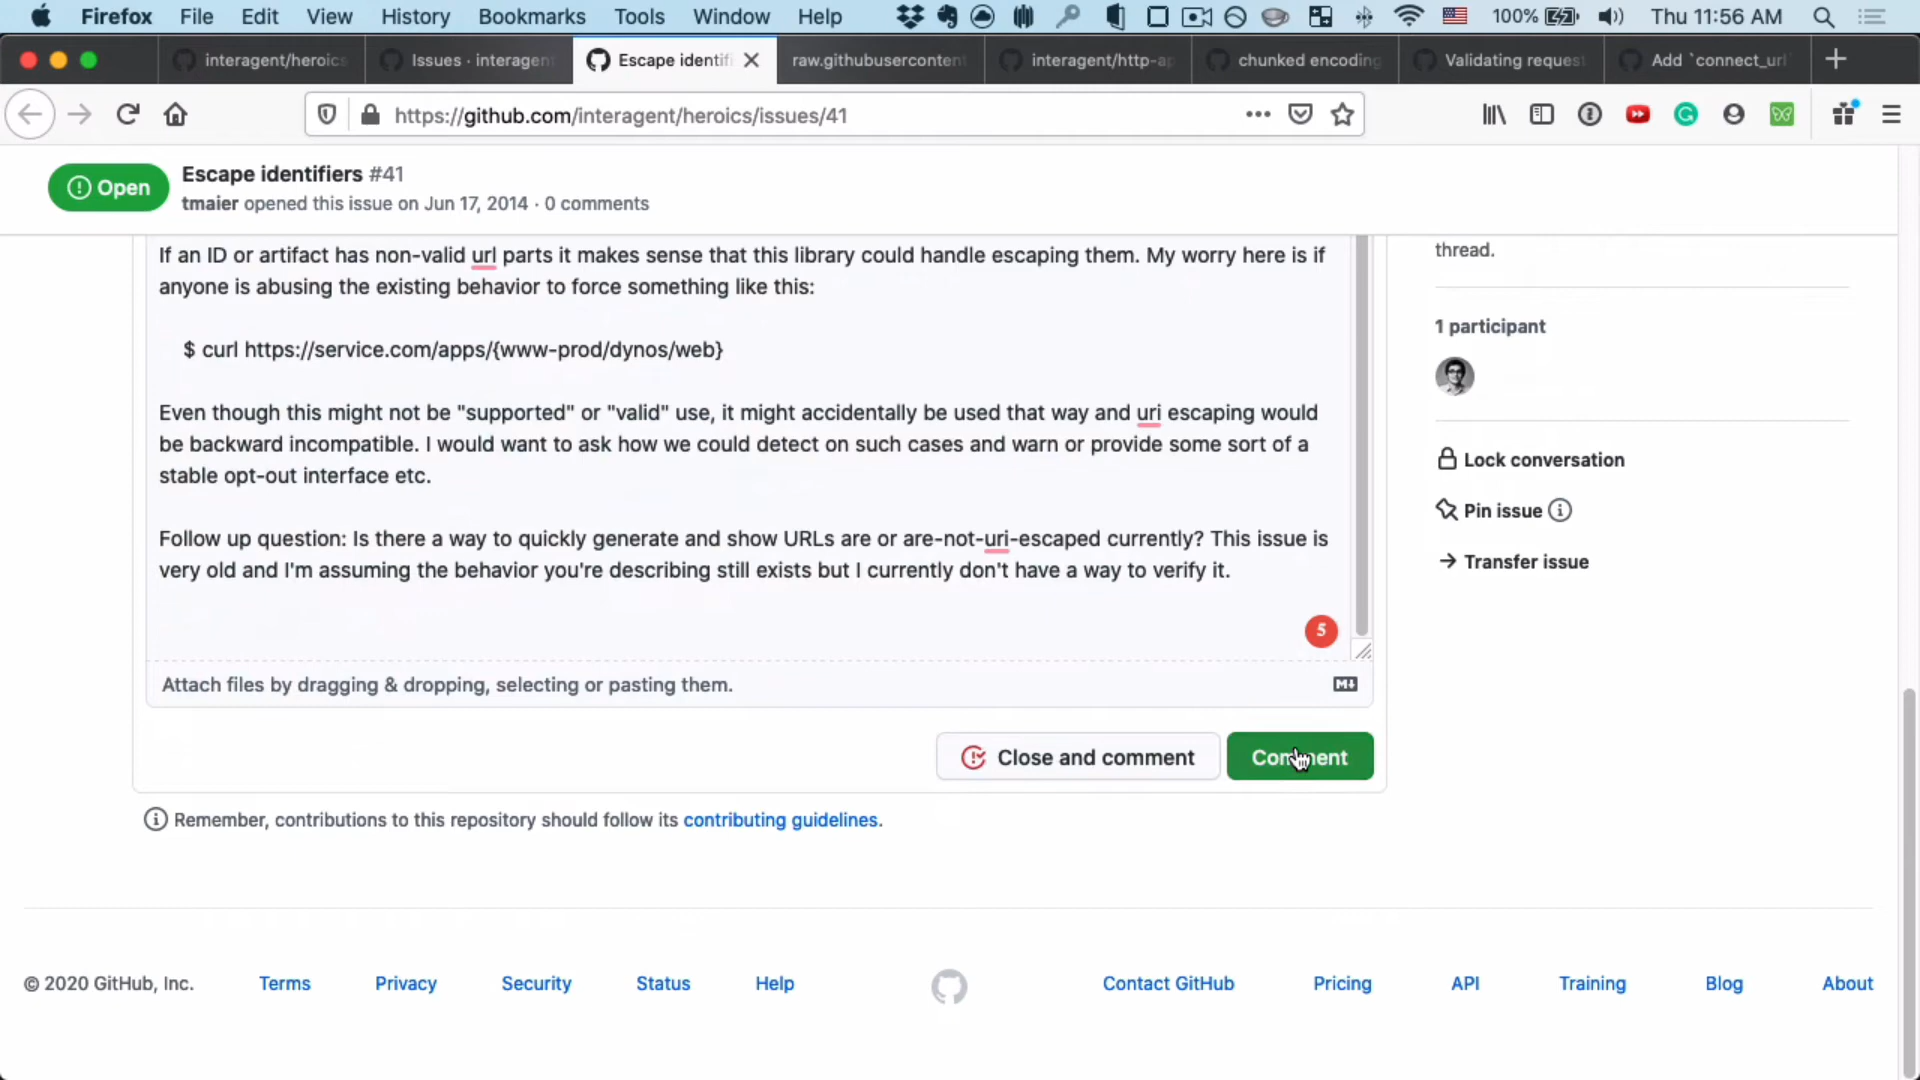 Firefox File Edit View History Bookmarks Tools Window Help 100% Thu 11:56 AM
interagent/heroics Issues · interagent Escape identifi raw.githubusercontent interagent/http-ap chunked encoding Validating reques Add `connect_url
https://github.com/interagent/heroics/issues/41
Open
Escape identifiers #41
tmaier opened this issue on Jun 17, 2014 · 0 comments
If an ID or artifact has non-valid url parts it makes sense that this library could handle escaping them. My worry here is if
anyone is abusing the existing behavior to force something like this:
$ curl https://service.com/apps/{www-prod/dynos/web}
Even though this might not be "supported" or "valid" use, it might accidentally be used that way and uri escaping would
be backward incompatible. I would want to ask how we could detect on such cases and warn or provide some sort of a
stable opt-out interface etc.
Follow up question: Is there a way to quickly generate and show URLs are or are-not-uri-escaped currently? This issue is
very old and I'm assuming the behavior you're describing still exists but I currently don't have a way to verify it.
5
Attach files by dragging & dropping, selecting or pasting them.
Close and comment
Comment
Remember, contributions to this repository should follow its contributing guidelines.
thread.
1 participant
Lock conversation
Pin issue
Transfer issue
© 2020 GitHub, Inc. Terms Privacy Security Status Help Contact GitHub Pricing API Training Blog About